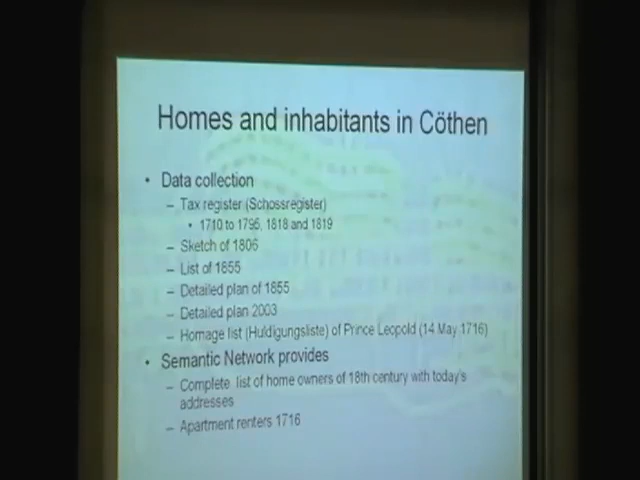 Homes and inhabitants in Cöthen
• Data collection
– Tax register (Schossregister)
• 1710 to 1795, 1818 and 1819
– Sketch of 1806
– List of 1855
– Detailed plan of 1855
– Detailed plan 2003
– Homage list (Huldigungsliste) of Prince Leopold (14 May 1716)
• Semantic Network provides
– Complete list of home owners of 18th century with today's
addresses
– Apartment renters 1716